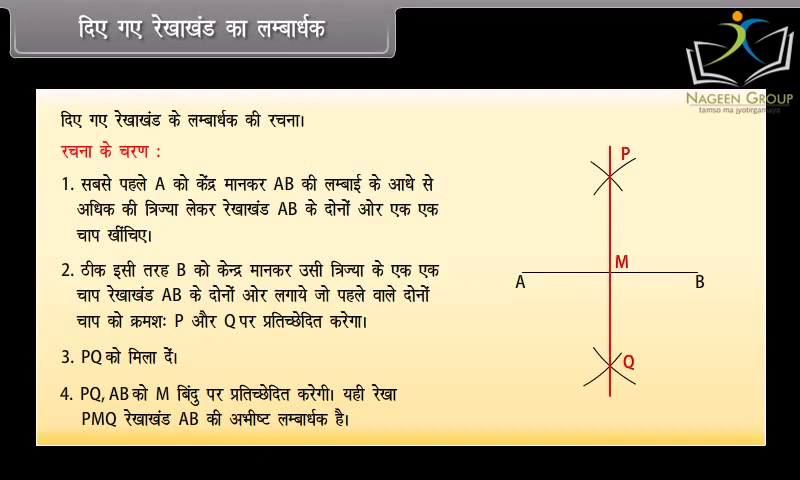 दिए गए रेखाखंड का लम्बार्धक
NAGEEN GROUP
tamso ma jyotirgamaya
दिए गए रेखाखंड के लम्बार्धक की रचना।
रचना के चरण :
1. सबसे पहले A को केंद्र मानकर AB की लम्बाई के आधे से
अधिक की त्रिज्या लेकर रेखाखंड AB के दोनों ओर एक एक
चाप खींचिए।
2. ठीक इसी तरह B को केन्द्र मानकर उसी त्रिज्या के एक एक
चाप रेखाखंड AB के दोनों ओर लगाये जो पहले वाले दोनों
चाप को क्रमशः P और Q पर प्रतिच्छेदित करेगा।
3. PQ को मिला दें।
4. PQ, AB को M बिंदु पर प्रतिच्छेदित करेगी। यही रेखा
PMQ रेखाखंड AB की अभीष्ट लम्बार्धक है।
P
M
A
B
Q